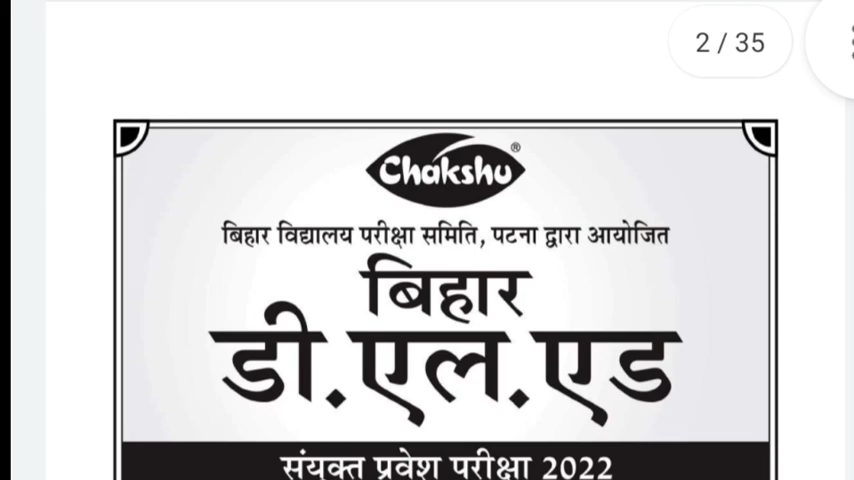 2 / 35
Chakshu®
बिहार विद्यालय परीक्षा समिति, पटना द्वारा आयोजित
बिहार
डी.एल.एड
संयुक्त प्रवेश परीक्षा 2022